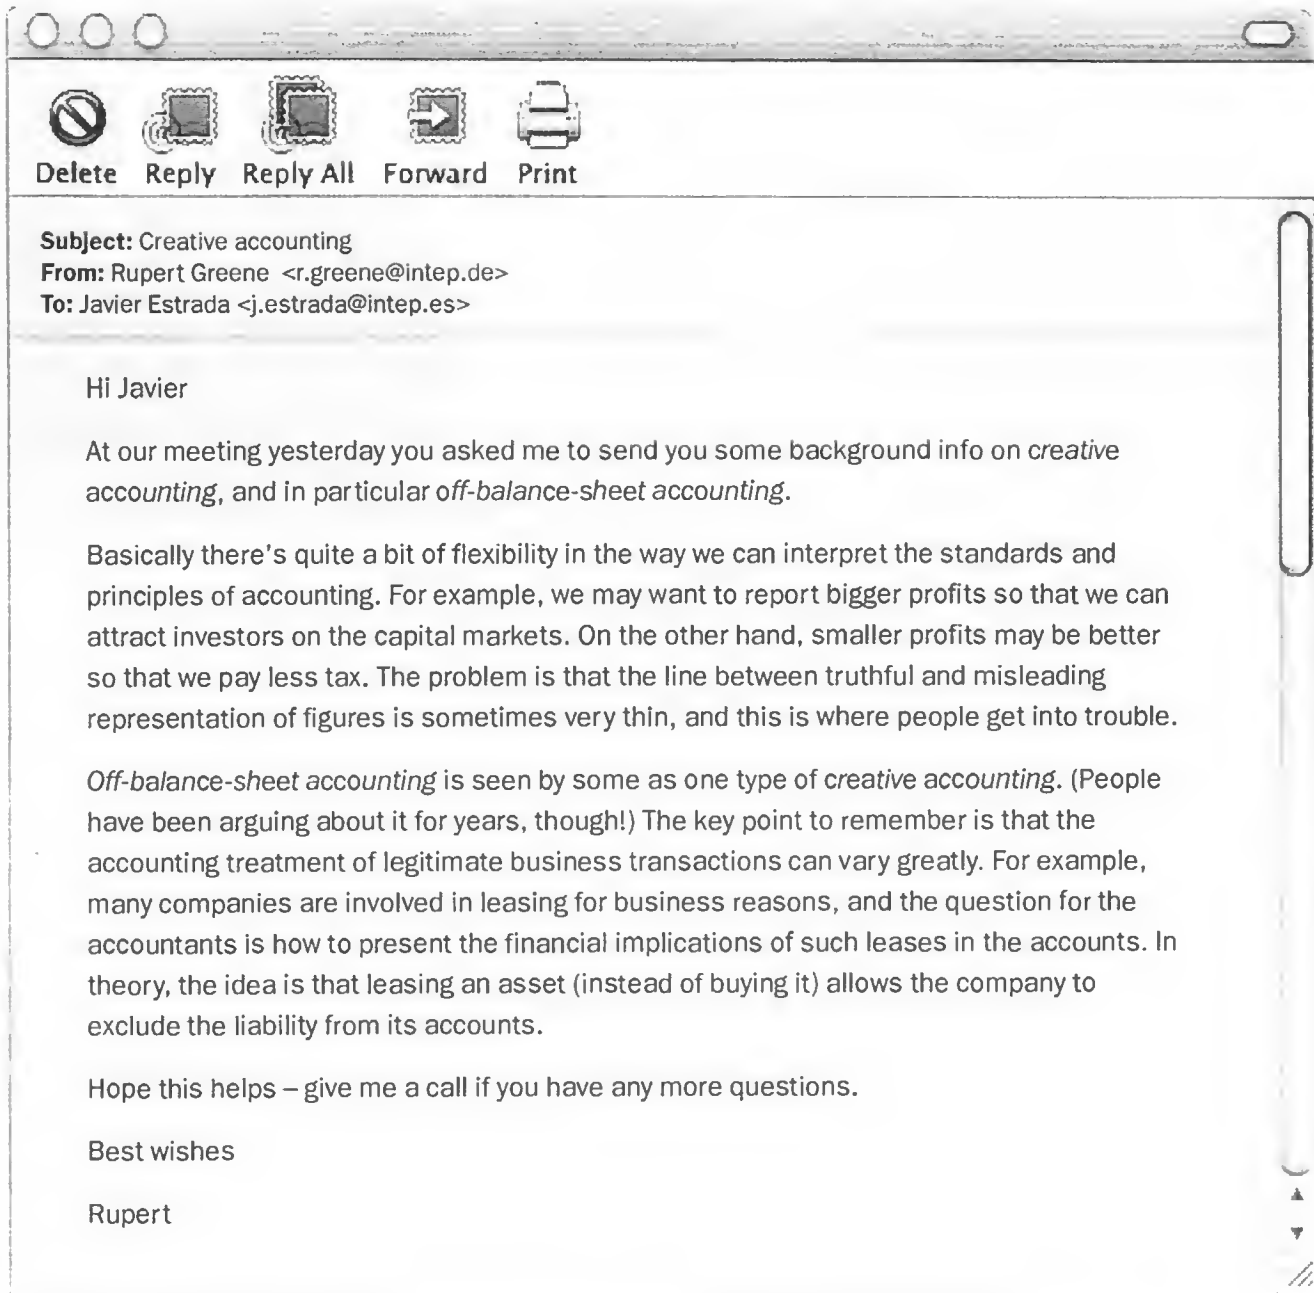 Delete Reply Reply All Forward Print
Subject: Creative accounting
From: Rupert Greene <r.greene@intep.de>
To: Javier Estrada <j.estrada@intep.es>
Hi Javier
At our meeting yesterday you asked me to send you some background info on creative
accounting, and in particular off-balance-sheet accounting.
Basically there's quite a bit of flexibility in the way we can interpret the standards and
principles of accounting. For example, we may want to report bigger profits so that we can
attract investors on the capital markets. On the other hand, smaller profits may be better
so that we pay less tax. The problem is that the line between truthful and misleading
representation of figures is sometimes very thin, and this is where people get into trouble.
Off-balance-sheet accounting is seen by some as one type of creative accounting. (People
have been arguing about it for years, though!) The key point to remember is that the
accounting treatment of legitimate business transactions can vary greatly. For example,
many companies are involved in leasing for business reasons, and the question for the
accountants is how to present the financial implications of such leases in the accounts. In
theory, the idea is that leasing an asset (instead of buying it) allows the company to
exclude the liability from its accounts.
Hope this helps – give me a call if you have any more questions.
Best wishes
Rupert